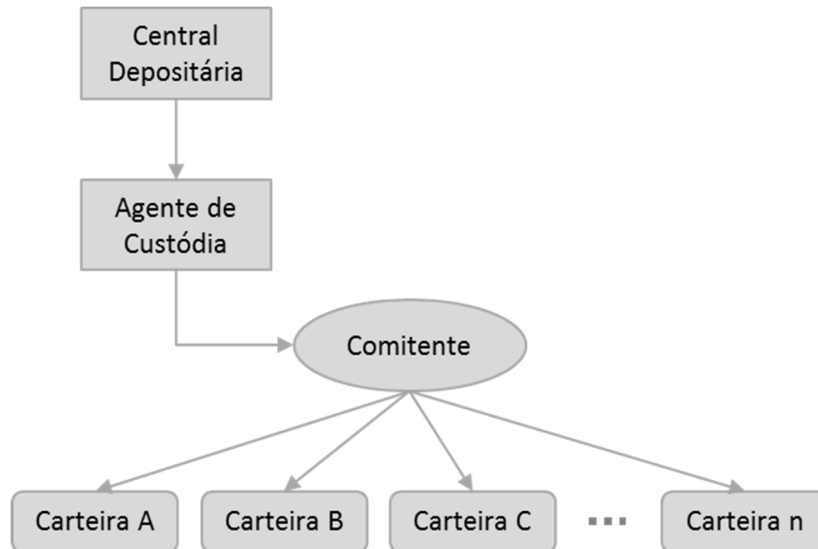 Central
Depositária
Agente de
Custódia
Comitente
Carteira A
Carteira B
Carteira C
...
Carteira n